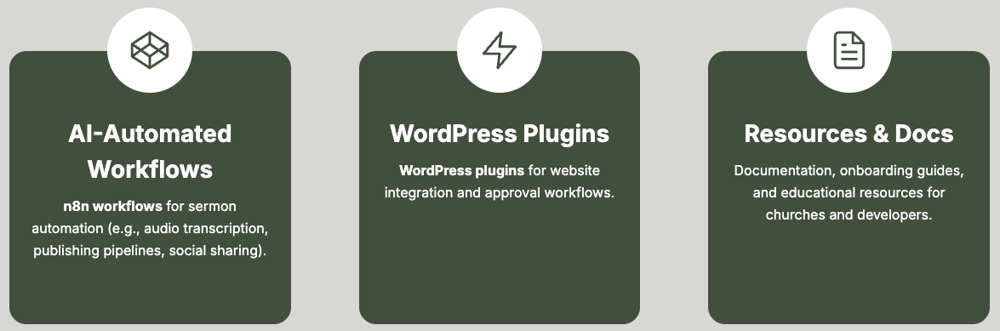 AI-Automated
Workflows
n8n workflows for sermon
automation (e.g., audio transcription,
publishing pipelines, social sharing).
WordPress Plugins
WordPress plugins for website
integration and approval workflows.
Resources & Docs
Documentation, onboarding guides,
and educational resources for
churches and developers.